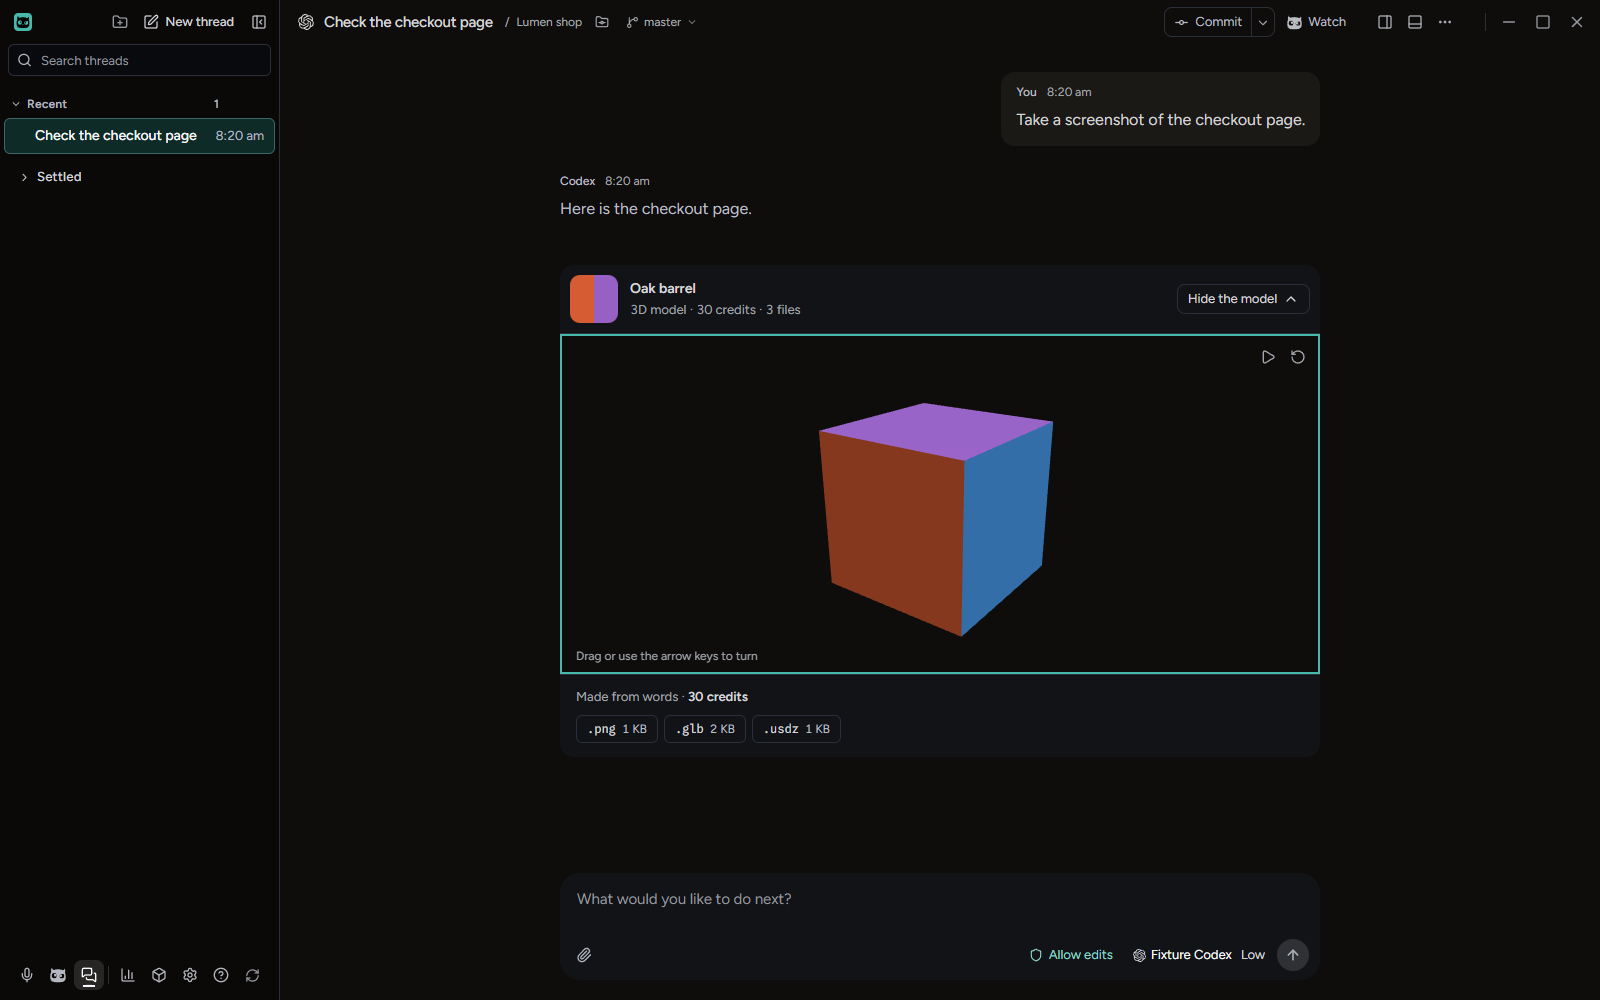 New thread
Search threads
Recent 1
Check the checkout page 8:20 am
Settled
Check the checkout page / Lumen shop master
Commit
Watch
You 8:20 am
Take a screenshot of the checkout page.
Codex 8:20 am
Here is the checkout page.
Oak barrel
3D model · 30 credits · 3 files
Hide the model
Drag or use the arrow keys to turn
Made from words · 30 credits
.png 1 KB .glb 2 KB .usdz 1 KB
What would you like to do next?
Allow edits Fixture Codex Low